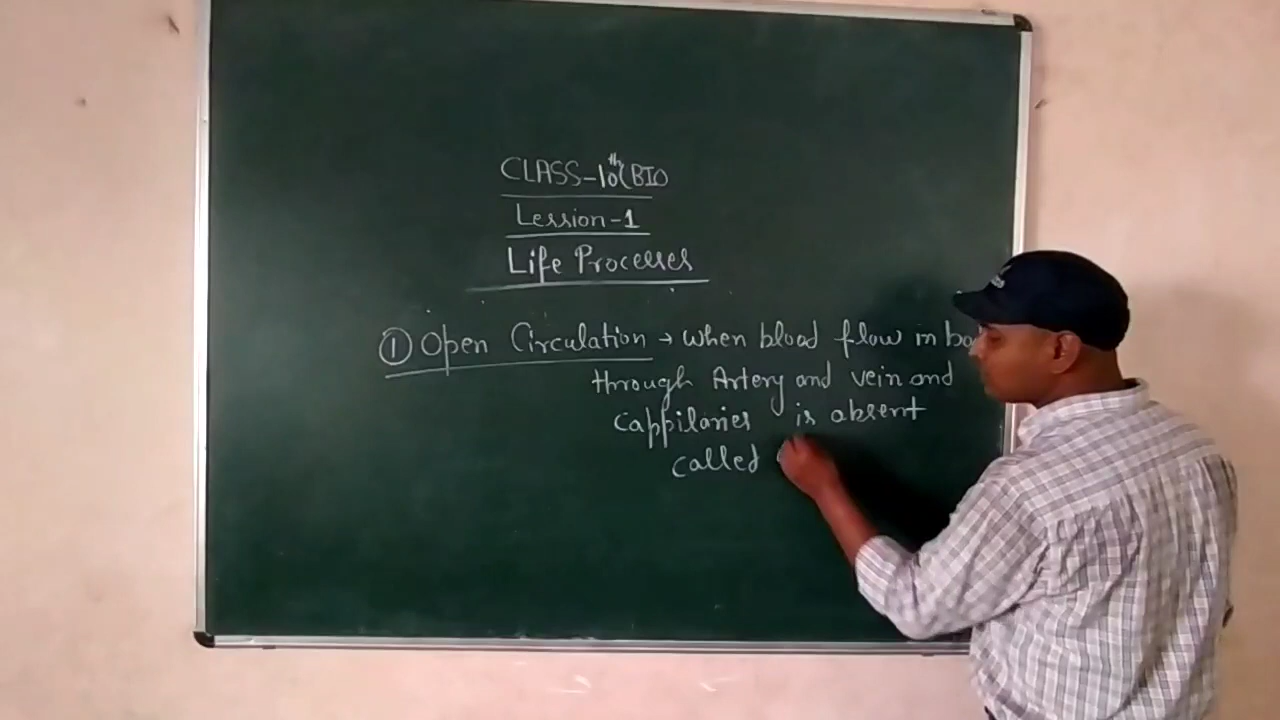 CLASS-10th(BIO
Lession-1
Life Processes
① Open Circulation → when blood flow in
through Artery and vein and
cappilaries is absent
called